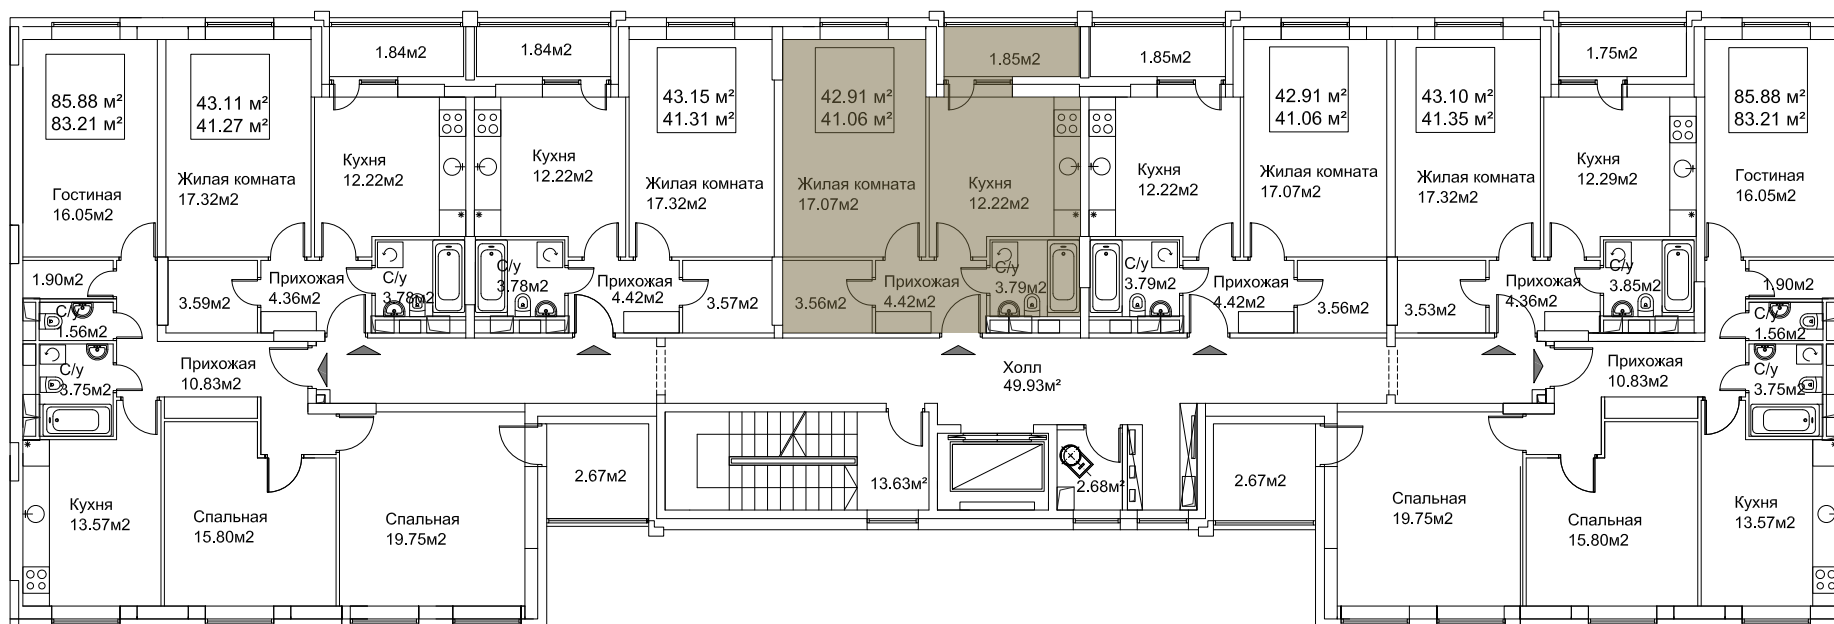 1.84м2
1.84м2
1.85м2
1.85м2
1.75м2
85.88 м²
83.21 м²
43.11 м²
41.27 м²
43.15 м²
41.31 м²
42.91 м²
41.06 м²
42.91 м²
41.06 м²
43.10 м²
41.35 м²
85.88 м²
83.21 м²
Гостиная
16.05м2
Жилая комната
17.32м2
Кухня
12.22м2
Кухня
12.22м2
Жилая комната
17.32м2
Жилая комната
17.07м2
Кухня
12.22м2
Кухня
12.22м2
Жилая комната
17.07м2
Жилая комната
17.32м2
Кухня
12.29м2
Гостиная
16.05м2
1.90м2
3.59м2
Прихожая
4.36м2
С/у
3.78м2
С/у
3.78м2
Прихожая
4.42м2
3.57м2
3.56м2
Прихожая
4.42м2
С/у
3.79м2
С/у
3.79м2
Прихожая
4.42м2
3.56м2
3.53м2
Прихожая
4.36м2
С/у
3.85м2
1.90м2
С/у
1.56м2
С/у
1.56м2
С/у
3.75м2
Прихожая
10.83м2
Холл
49.93м²
Прихожая
10.83м2
С/у
3.75м2
Кухня
13.57м2
Спальная
15.80м2
Спальная
19.75м2
2.67м2
13.63м²
2.68м²
2.67м2
Спальная
19.75м2
Спальная
15.80м2
Кухня
13.57м2